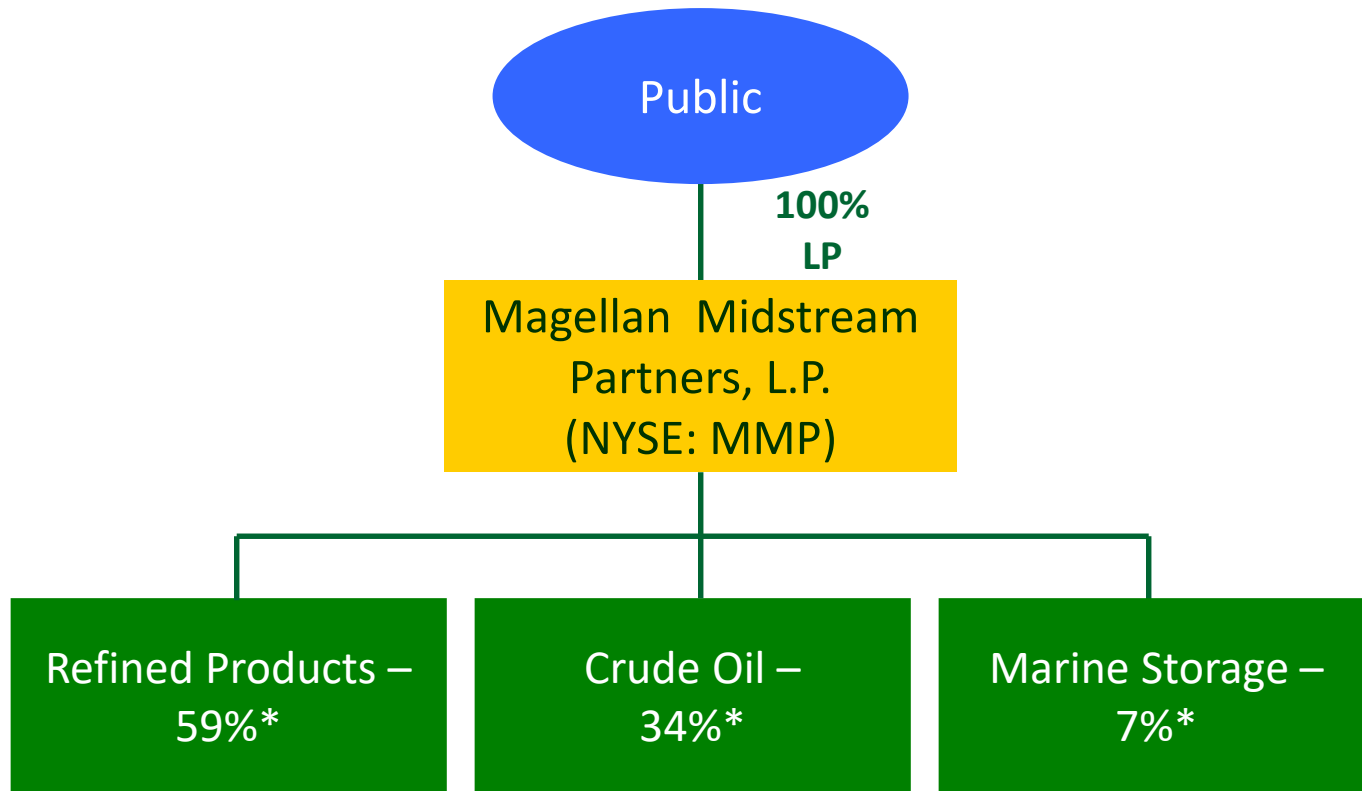 Public
100%
LP
Magellan  Midstream
Partners, L.P.
(NYSE: MMP)
Refined Products –
59%*
Crude Oil –
34%*
Marine Storage –
7%*